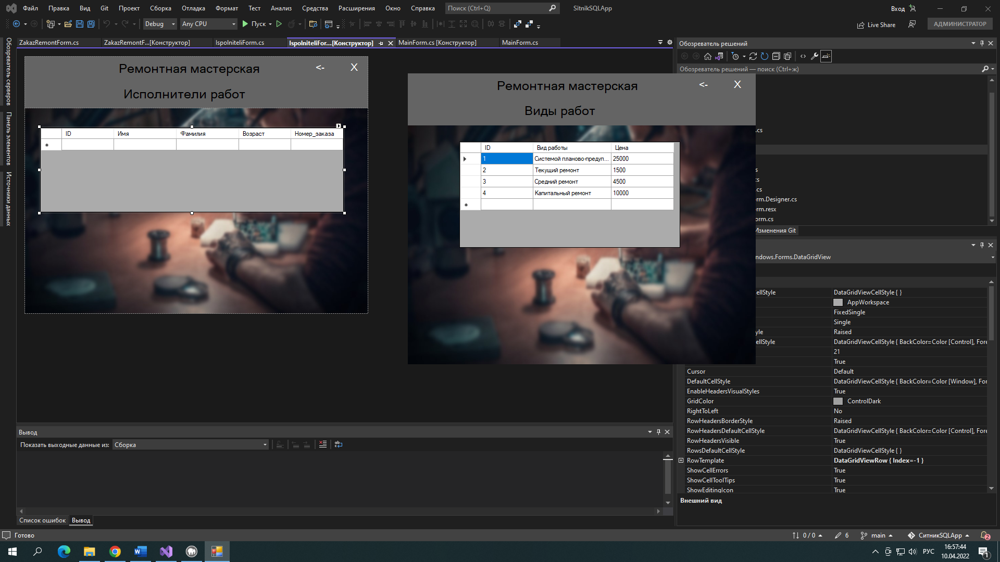 Файл Правка Вид Git Проект Сборка Отладка Формат Тест Анализ Средства Расширения Окно Справка Поиск (Ctrl+Q) SitnikSQLApp Вход
Debug Any CPU Пуск Live Share АДМИНИСТРАТОР
ZakazRemontForm.cs ZakazRemontF...[Конструктор] IspolniteliForm.cs IspolniteliFor...[Конструктор] MainForm.cs [Конструктор] MainForm.cs
Обозреватель серверов
Панель элементов
Источники данных
Ремонтная мастерская <- X
Исполнители работ
ID Имя Фамилия Возраст Номер_заказа
Ремонтная мастерская <- X
Виды работ
ID Вид работы Цена
1 Системой планово-предуп... 25000
2 Текущий ремонт 1500
3 Средний ремонт 4500
4 Капитальный ремонт 10000
Обозреватель решений
Обозреватель решений — поиск (Ctrl+ж)
.cs
s
cs
cs
rm.Designer.cs
rm.resx
orm.cs
Изменения Git
ndows.Forms.DataGridView
ellStyle DataGridViewCellStyle { }
AppWorkspace
FixedSingle
Single
yle Raised
ellStyle DataGridViewCellStyle { BackColor=Color [Control], Fore
21
True
Cursor Default
DefaultCellStyle DataGridViewCellStyle { BackColor=Color [Window], For
EnableHeadersVisualStyles True
GridColor ControlDark
RightToLeft No
RowHeadersBorderStyle Raised
RowHeadersDefaultCellStyle DataGridViewCellStyle { BackColor=Color [Control], Fore
RowHeadersVisible True
RowsDefaultCellStyle DataGridViewCellStyle { }
RowTemplate DataGridViewRow { Index=-1 }
ShowCellErrors True
ShowCellToolTips True
ShowEditingIcon True
Внешний вид
Вывод
Показать выходные данные из: Сборка
Список ошибок Вывод
Готово 0 / 0 6 main СитникSQLApp 2
РУС 16:57:44
10.04.2022 1